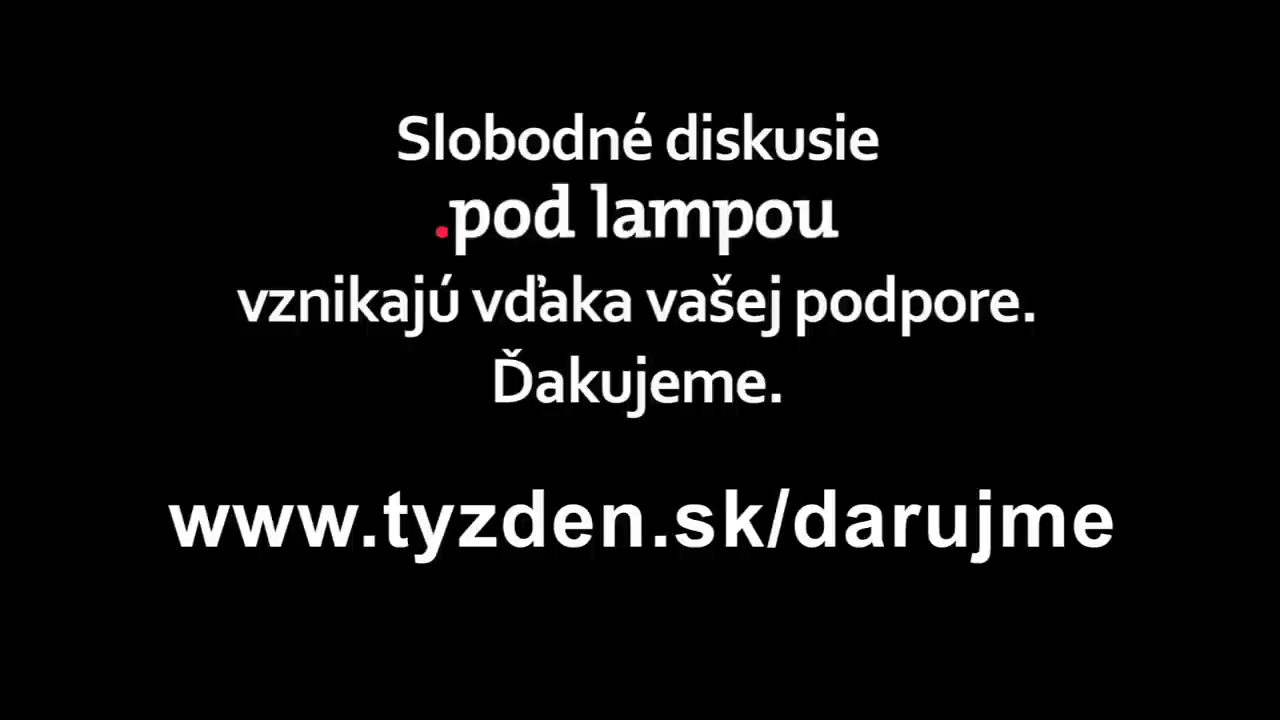 Slobodné diskusie
.pod lampou
vznikajú vďaka vašej podpore.
Ďakujeme.
www.tyzden.sk/darujme